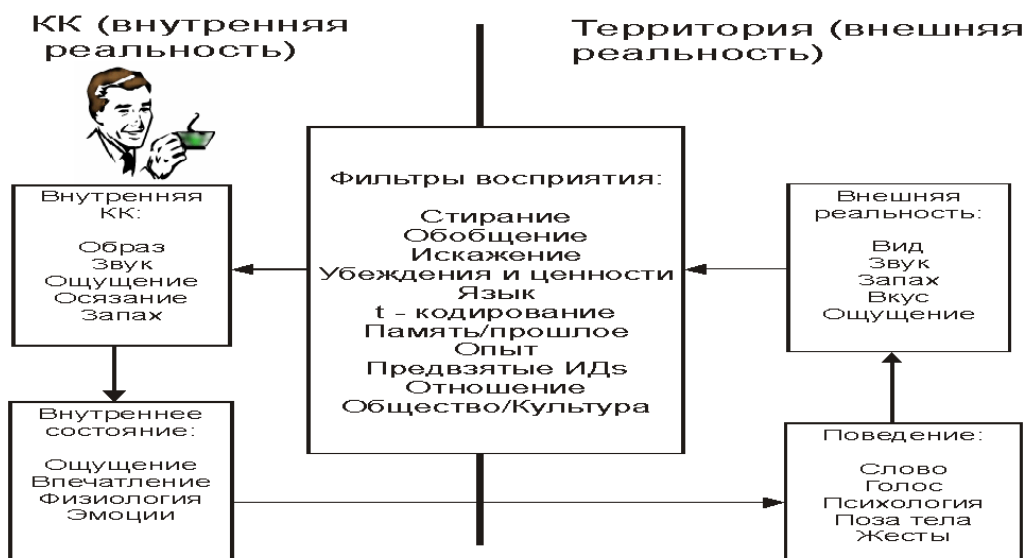 КК (внутренняя
реальность)
Территория (внешняя
реальность)
Фильтры восприятия:
Стирание
Обобщение
Искажение
Убеждения и ценности
Язык
t - кодирование
Память/прошлое
Опыт
Предвзятые ИДs
Отношение
Общество/Культура
Внутренняя
КК:
Образ
Звук
Ощущение
Осязание
Запах
Внешняя
реальность:
Вид
Звук
Запах
Вкус
Ощущение
Внутреннее
состояние:
Ощущение
Впечатление
Физиология
Эмоции
Поведение:
Слово
Голос
Психология
Поза тела
Жесты